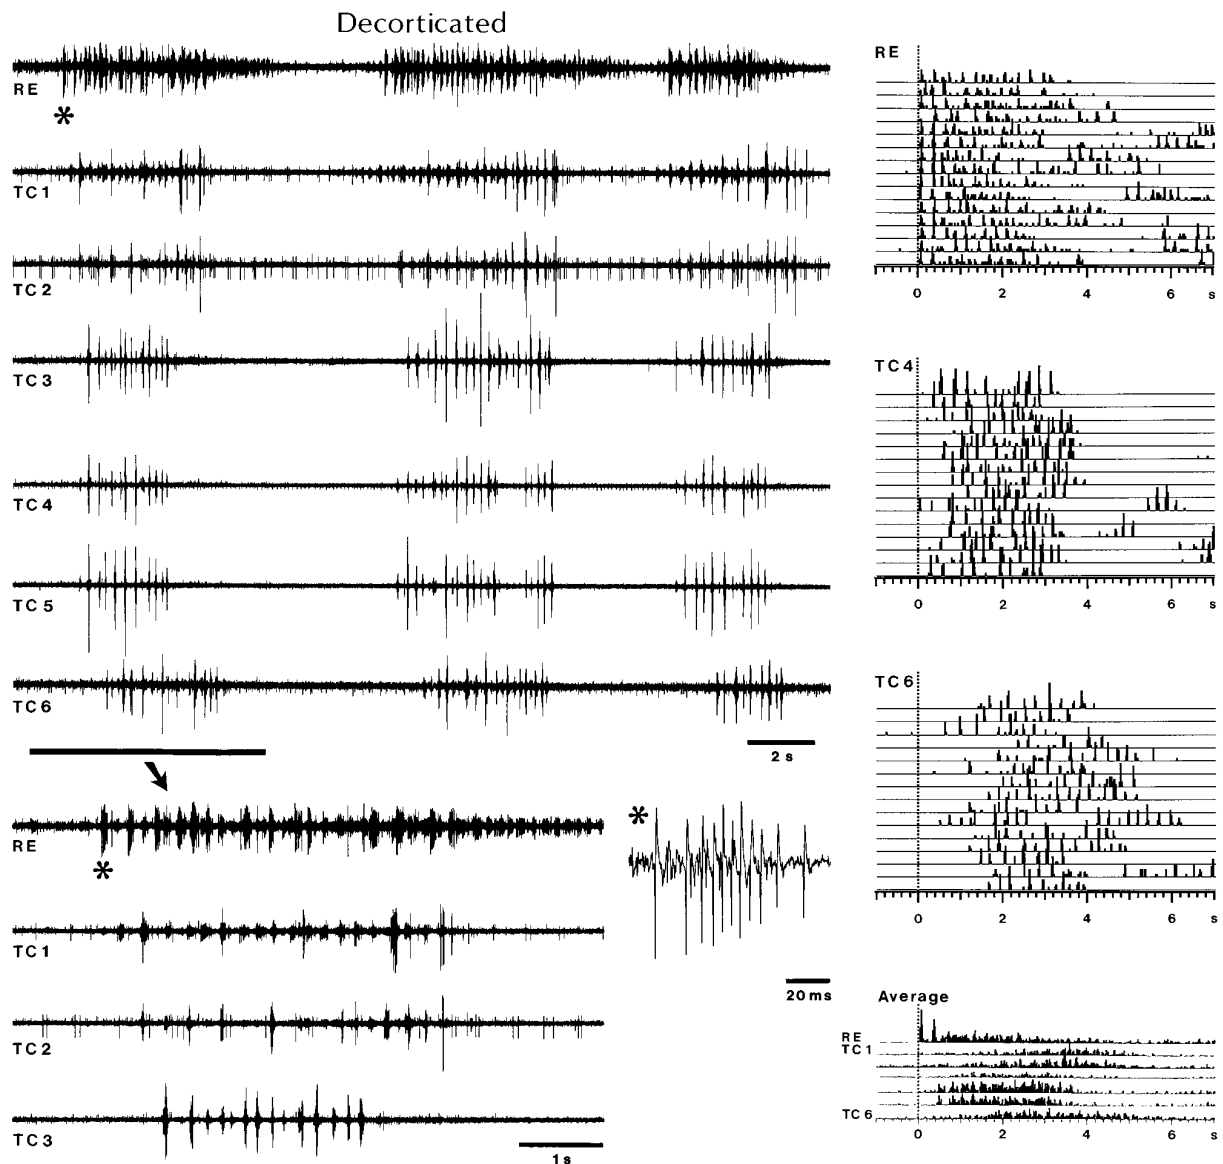 Decorticated
RE
*
TC1
TC2
TC3
TC4
TC5
TC6
2 s
RE
*
TC1
TC2
TC3
1 s
*
20 ms
RE
0 2 4 6 s
TC4
0 2 4 6 s
TC6
0 2 4 6 s
Average
RE
TC1
TC6
0 2 4 6 s